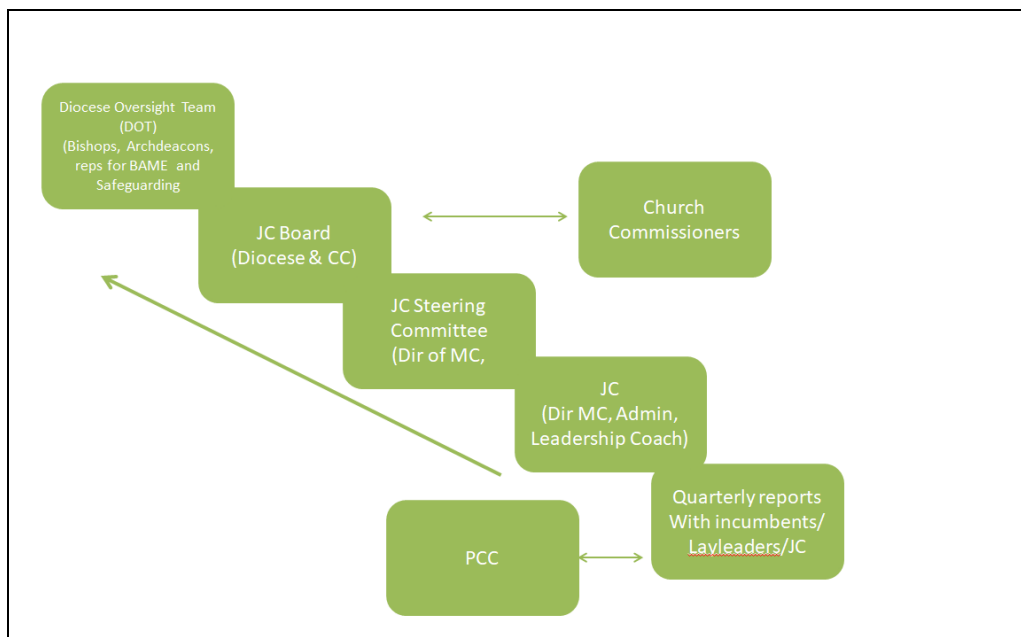 Diocese Oversight Team
(DOT)
(Bishops, Archdeacons,
reps for BAME and
Safeguarding
JC Board
(Diocese & CC)
Church
Commissioners
JC Steering
Committee
(Dir of MC,
JC
(Dir MC, Admin,
Leadership Coach)
Quarterly reports
With incumbents/
Layleaders/JC
PCC